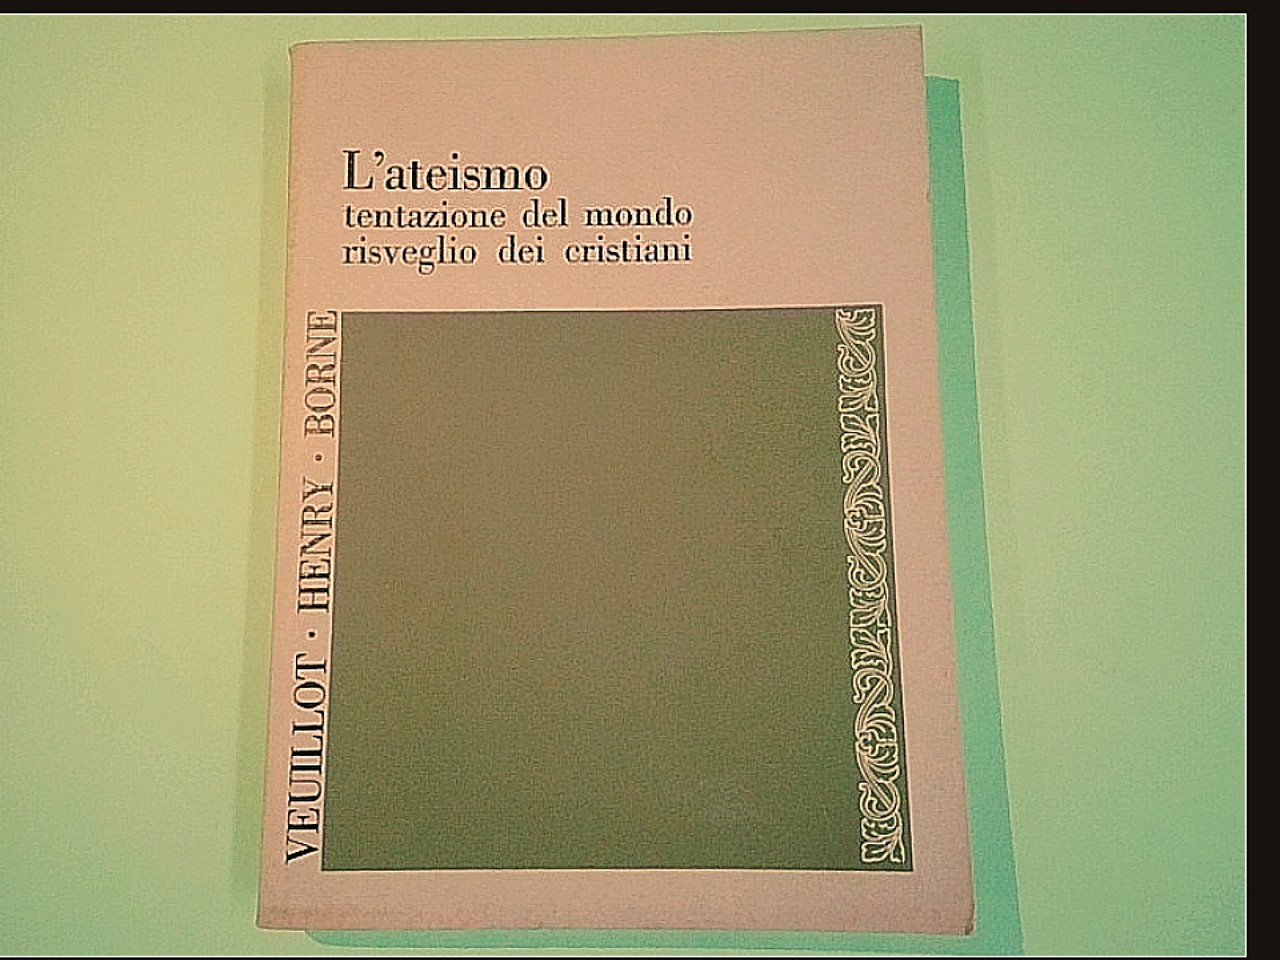 L'ateismo
tentazione del mondo
risveglio dei cristiani
VEUILLOT · HENRY · BORNE